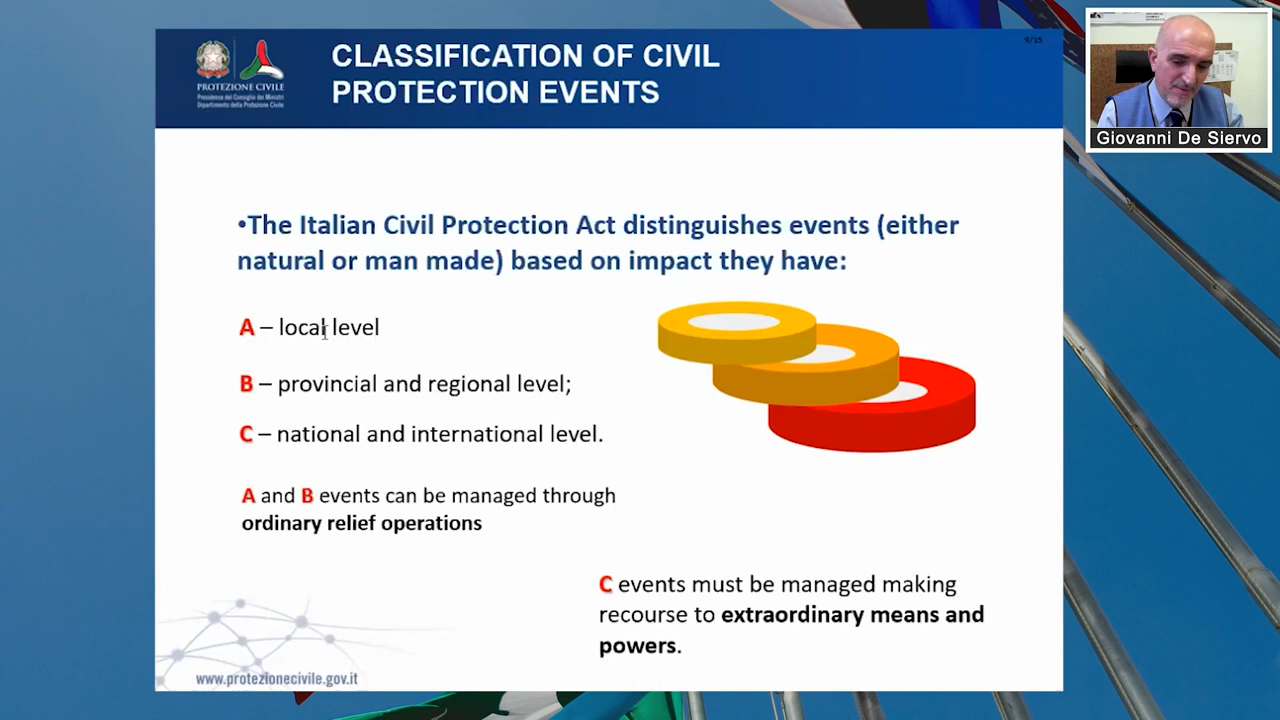 PROTEZIONE CIVILE
Presidenza del Consiglio dei Ministri
Dipartimento della Protezione Civile
CLASSIFICATION OF CIVIL
PROTECTION EVENTS
9/15
Giovanni De Siervo
•The Italian Civil Protection Act distinguishes events (either
natural or man made) based on impact they have:
A – local level
B – provincial and regional level;
C – national and international level.
A and B events can be managed through
ordinary relief operations
C events must be managed making
recourse to extraordinary means and
powers.
www.protezionecivile.gov.it